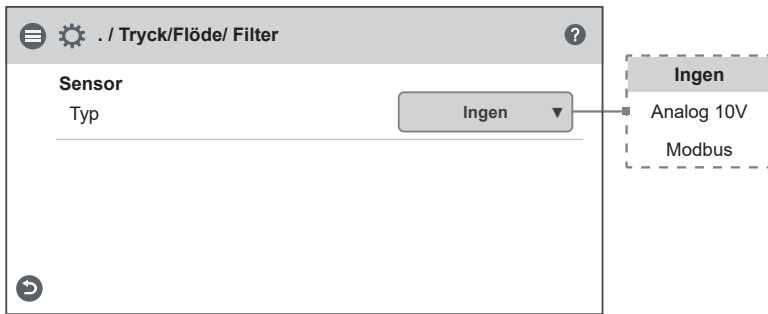 . / Tryck/Flöde/ Filter ?
Sensor
Typ Ingen ▼
Ingen
Analog 10V
Modbus